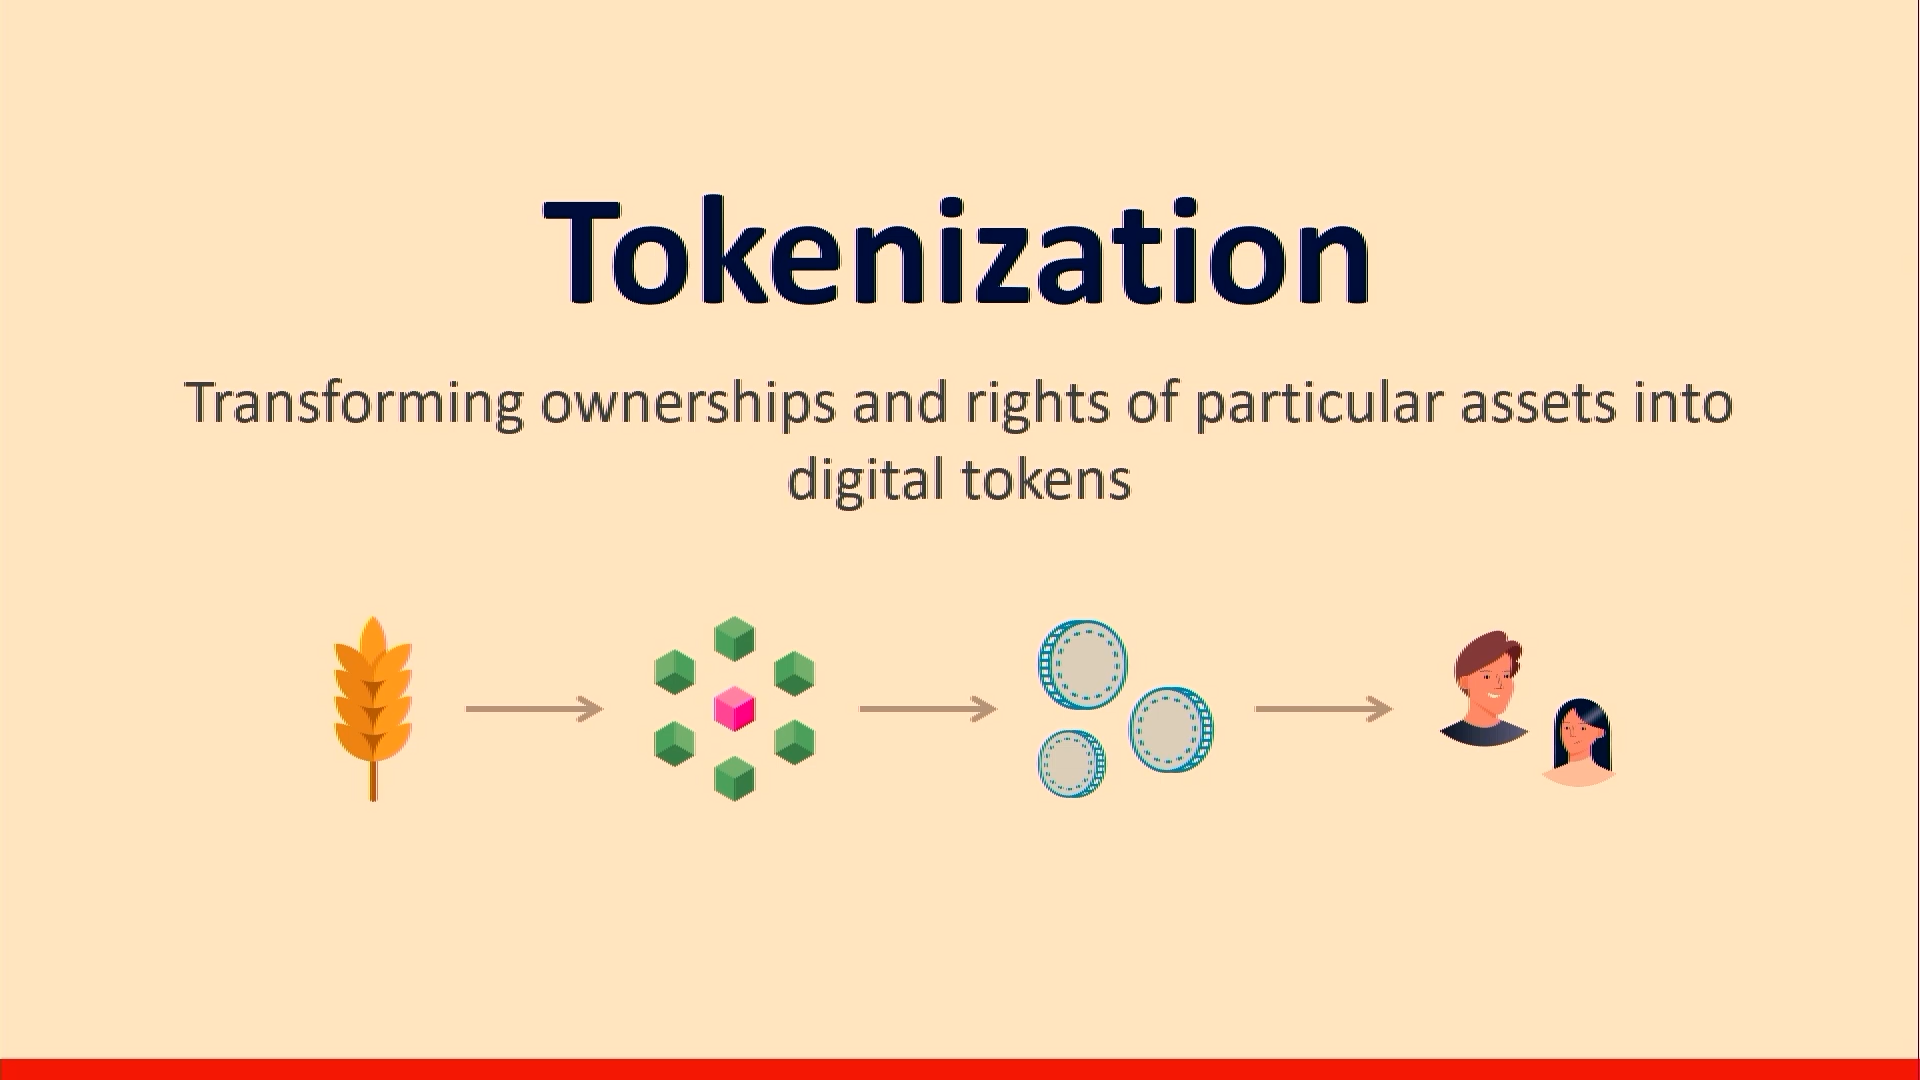 Tokenization
Transforming ownerships and rights of particular assets into
digital tokens